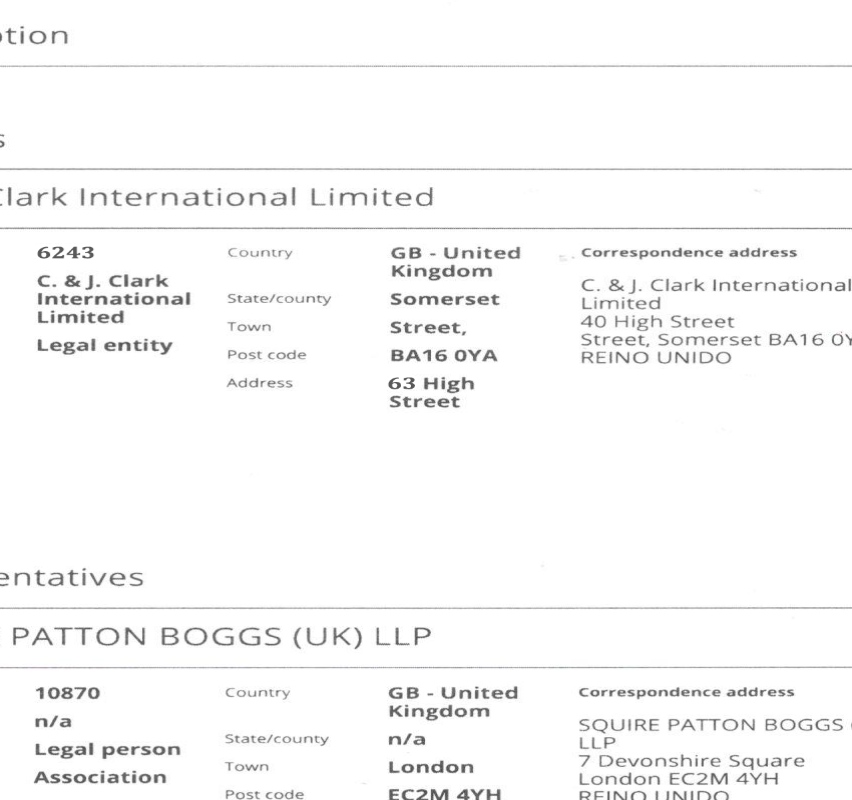 ption
s
Clark International Limited
6243
Country
GB - United
Kingdom
Correspondence address
C. & J. Clark
International
Limited
State/county
Somerset
C. & J. Clark International
Limited
Town
Street,
40 High Street
Legal entity
Post code
BA16 0YA
Street, Somerset BA16 0Y
REINO UNIDO
Address
63 High
Street
entatives
PATTON BOGGS (UK) LLP
10870
Country
GB - United
Kingdom
Correspondence address
n/a
State/county
n/a
SQUIRE PATTON BOGGS (
LLP
Legal person
Town
London
7 Devonshire Square
Association
Post code
EC2M 4YH
London EC2M 4YH
REINO UNIDO